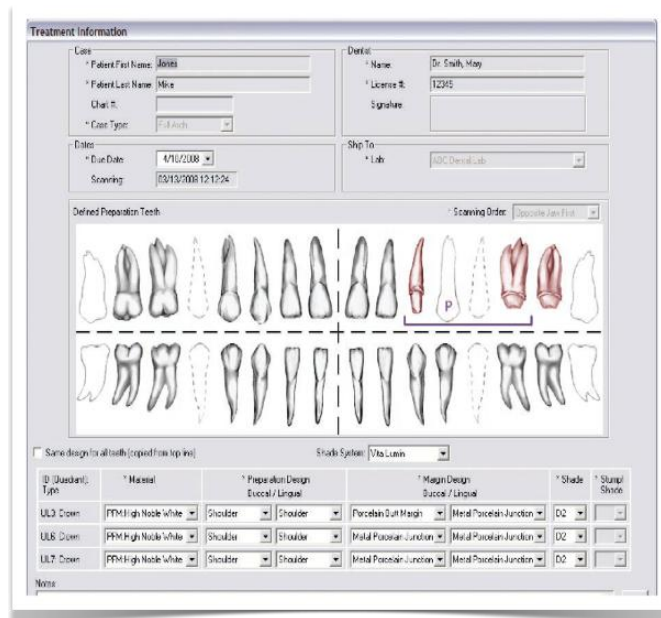 Treatment Information
Case
* Patient First Name: Jones
* Patient Last Name: Mike
Chart #:
* Case Type: Full Arch
Dental
* Name: Dr. Smith, Mary
* License #: 12345
Signature:
Dates
* Due Date: 4/10/2008
Scanning: 03/13/2008 12:12:24
Ship To
* Lab: ABC Dental Lab
Defined Preparation Teeth
* Scanning Order: Opposite Jaw First
P
Same design for all teeth (copied from top line)
Shade System: Vita Lumin
ID (Quadrant): Type
* Material
* Preparation Design
Buccal / Lingual
* Margin Design
Buccal / Lingual
* Shade
* Stumpf Shade
UL3: Crown PFM:High Noble White Shoulder Shoulder Porcelain Butt Margin Metal Porcelain Junction D2
UL6: Crown PFM:High Noble White Shoulder Shoulder Metal Porcelain Junction Metal Porcelain Junction D2
UL7: Crown PFM:High Noble White Shoulder Shoulder Metal Porcelain Junction Metal Porcelain Junction D2
Notes: